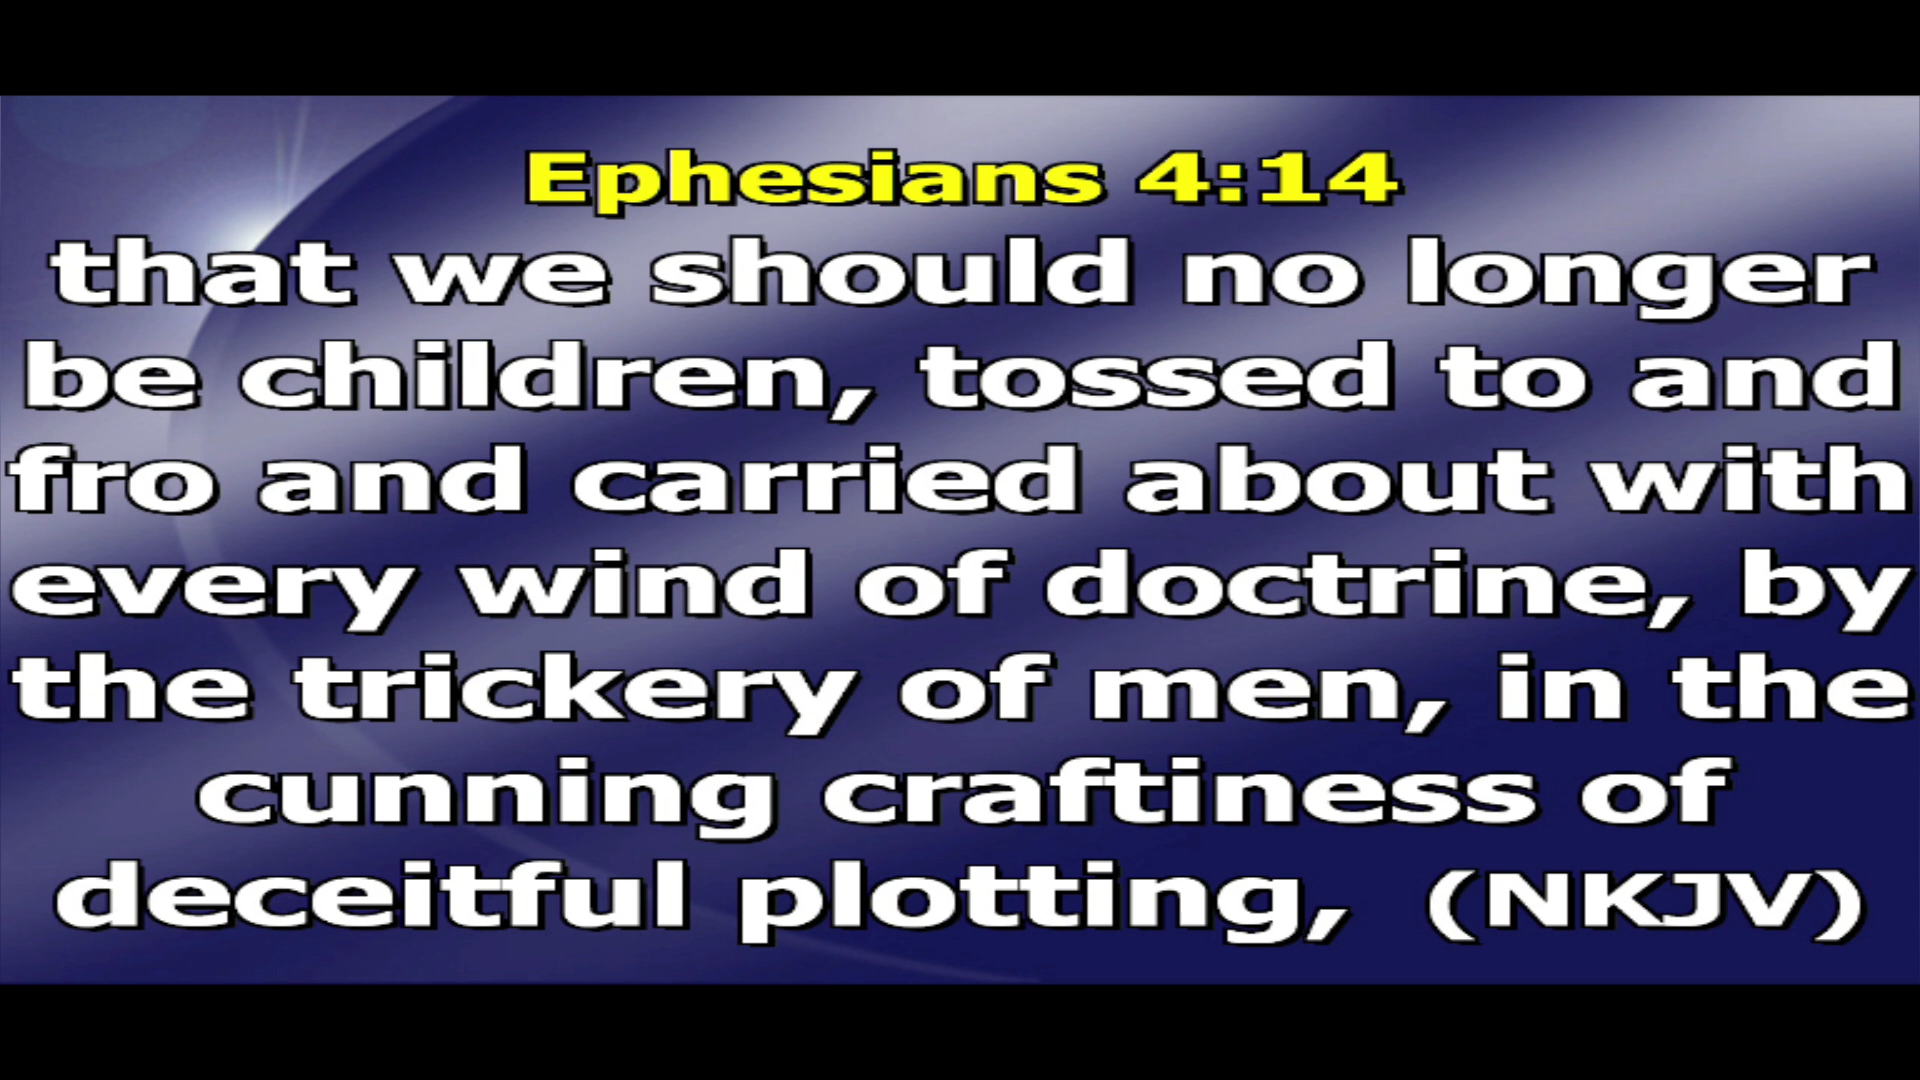 Ephesians 4:14
that we should no longer
be children, tossed to and
fro and carried about with
every wind of doctrine, by
the trickery of men, in the
cunning craftiness of
deceitful plotting, (NKJV)